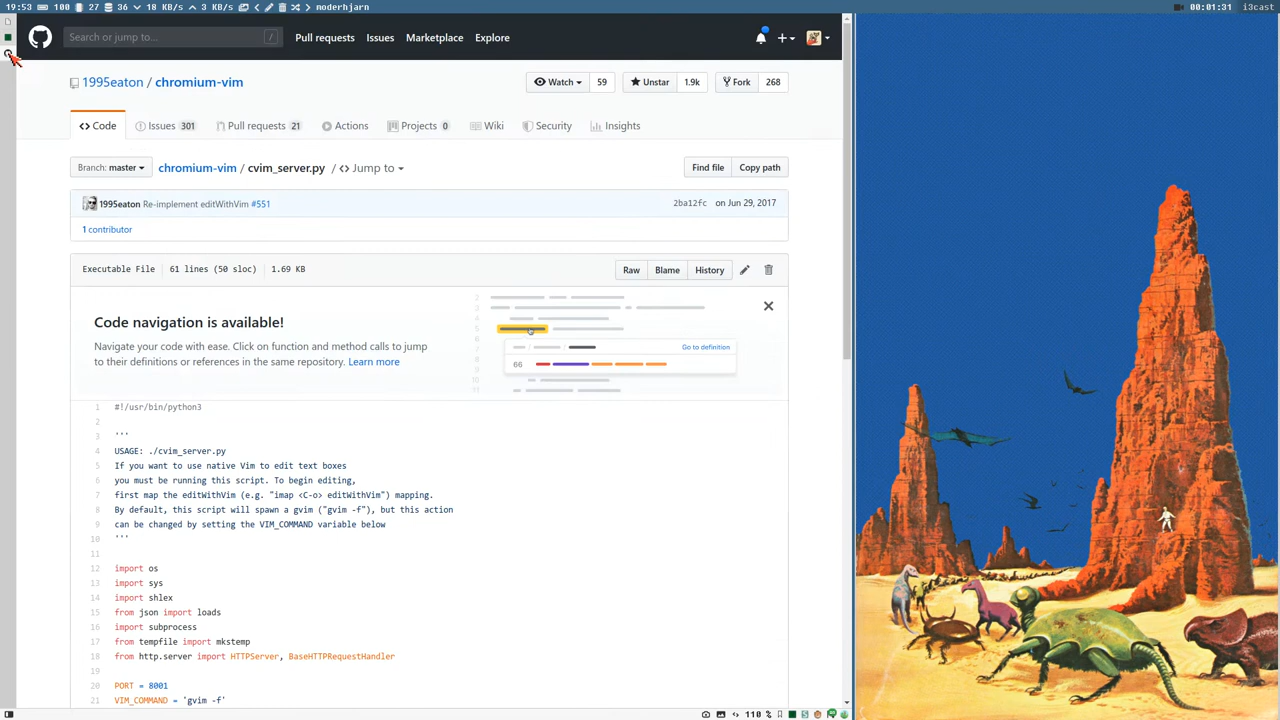 19:53 100 27 36 18 KB/s 3 KB/s moderhjarn 00:01:31 i3cast
Search or jump to... / Pull requests Issues Marketplace Explore
1995eaton / chromium-vim Watch 59 Unstar 1.9k Fork 268
Code Issues 301 Pull requests 21 Actions Projects 0 Wiki Security Insights
Branch: master chromium-vim / cvim_server.py / Jump to Find file Copy path
1995eaton Re-implement editWithVim #551 2ba12fc on Jun 29, 2017
1 contributor
Executable File 61 lines (50 sloc) 1.69 KB Raw Blame History
Code navigation is available!
Navigate your code with ease. Click on function and method calls to jump
to their definitions or references in the same repository. Learn more
2
3
4
5
6
7
8
9
10
11
Go to definition
66
1 #!/usr/bin/python3
2
3 '''
4 USAGE: ./cvim_server.py
5 If you want to use native Vim to edit text boxes
6 you must be running this script. To begin editing,
7 first map the editWithVim (e.g. "imap <C-o> editWithVim") mapping.
8 By default, this script will spawn a gvim ("gvim -f"), but this action
9 can be changed by setting the VIM_COMMAND variable below
10 '''
11
12 import os
13 import sys
14 import shlex
15 from json import loads
16 import subprocess
17 from tempfile import mkstemp
18 from http.server import HTTPServer, BaseHTTPRequestHandler
19
20 PORT = 8001
21 VIM_COMMAND = 'gvim -f'
110 %